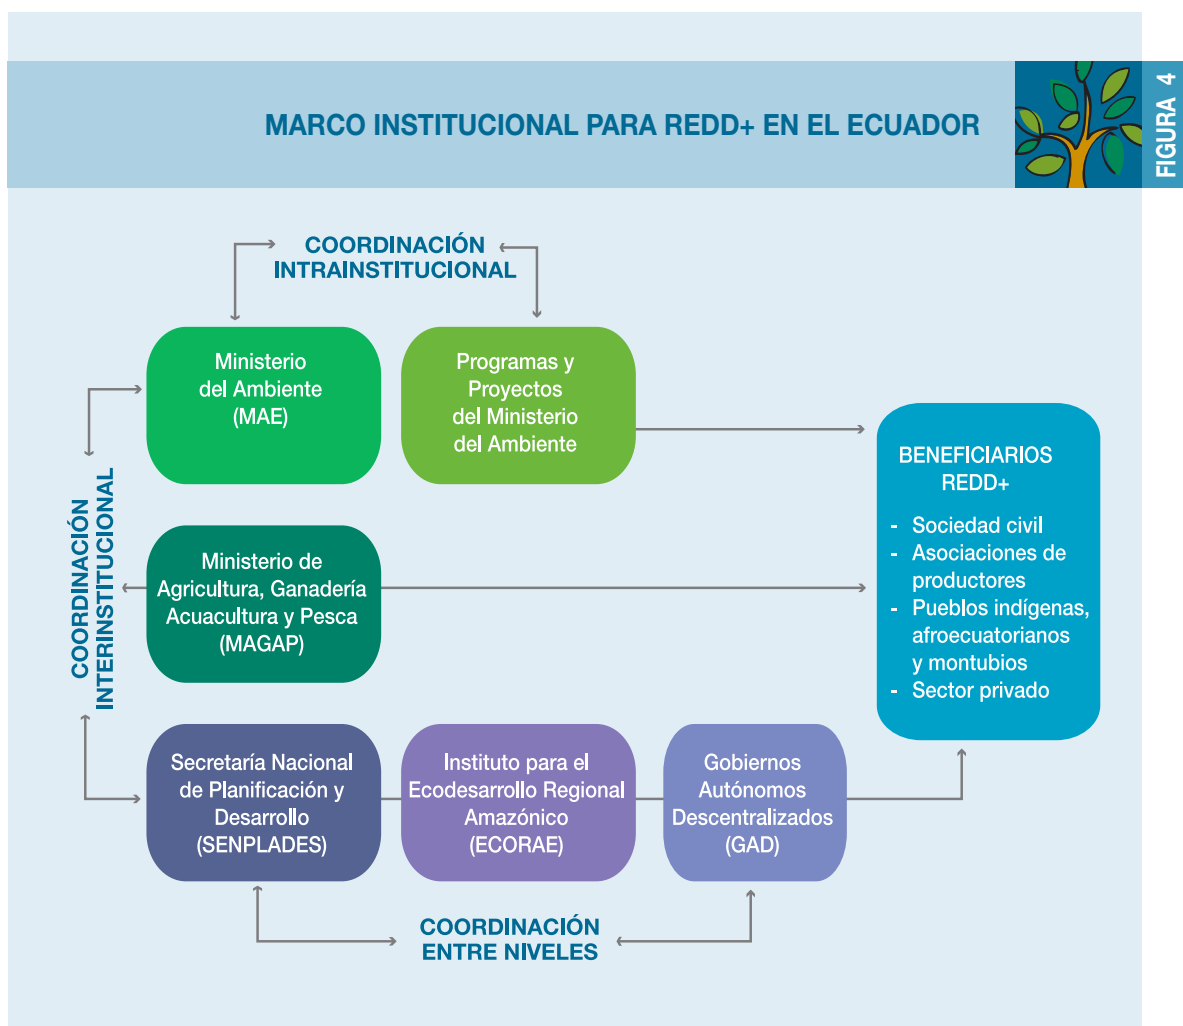 MARCO INSTITUCIONAL PARA REDD+ EN EL ECUADOR
FIGURA 4
COORDINACIÓN
INTRAINSTITUCIONAL
Ministerio
del Ambiente
(MAE)
Programas y
Proyectos
del Ministerio
del Ambiente
COORDINACIÓN
INTERINSTITUCIONAL
Ministerio de
Agricultura, Ganadería
Acuacultura y Pesca
(MAGAP)
BENEFICIARIOS
REDD+
- Sociedad civil
- Asociaciones de
productores
- Pueblos indígenas,
afroecuatorianos
y montubios
- Sector privado
Secretaría Nacional
de Planificación y
Desarrollo
(SENPLADES)
Instituto para el
Ecodesarrollo Regional
Amazónico
(ECORAE)
Gobiernos
Autónomos
Descentralizados
(GAD)
COORDINACIÓN
ENTRE NIVELES